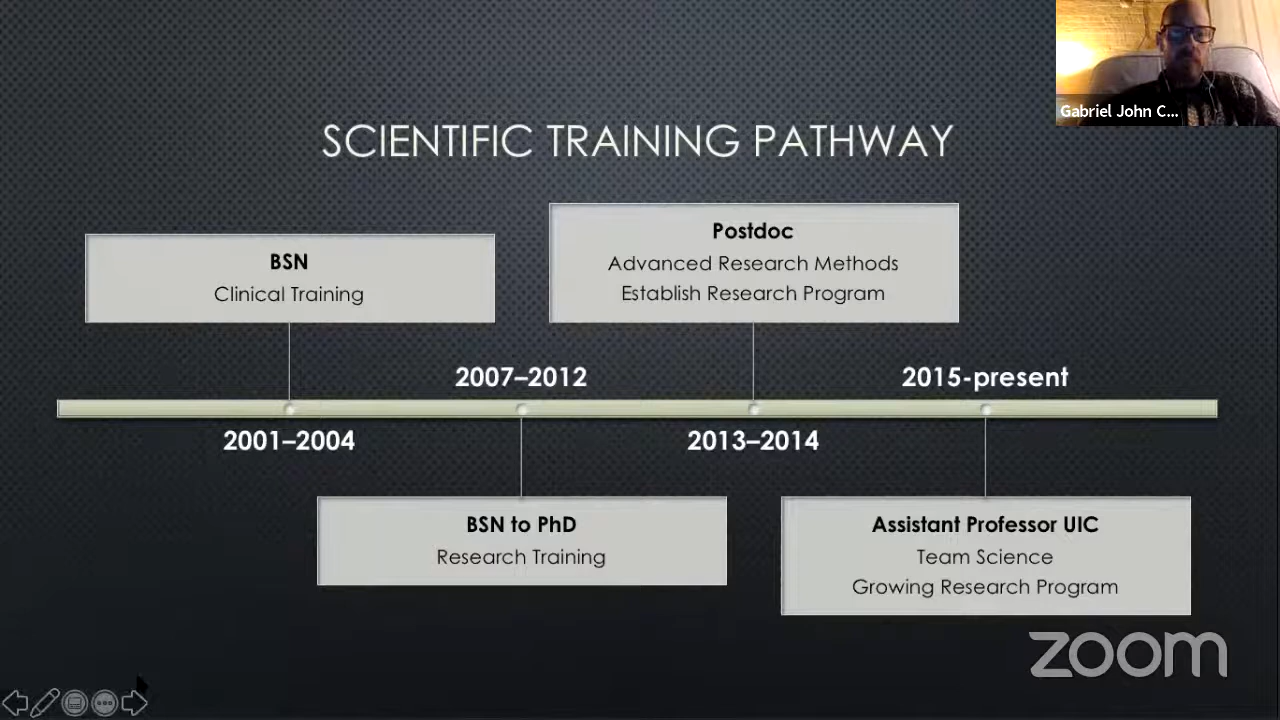 Gabriel John C...
SCIENTIFIC TRAINING PATHWAY
BSN
Clinical Training
Postdoc
Advanced Research Methods
Establish Research Program
2007–2012
2015-present
2001–2004
2013–2014
BSN to PhD
Research Training
Assistant Professor UIC
Team Science
Growing Research Program
zoom